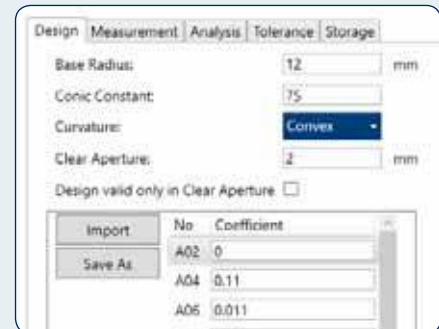 Design Measurement Analysis Tolerance Storage
Base Radius: 12 mm
Conic Constant: 75
Curvature: Convex
Clear Aperture: 2 mm
Design valid only in Clear Aperture
Import No Coefficient
Save As A02 0
A04 0.11
A06 0.011